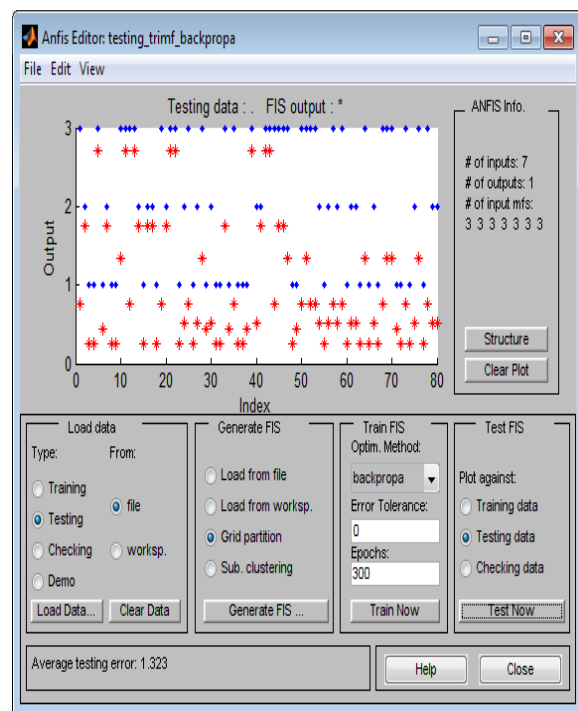 Anfis Editor: testing_trimf_backpropa
File Edit View
Testing data : . FIS output : *
3
2
1
0
Output
0 10 20 30 40 50 60 70 80
Index
ANFIS Info.
# of inputs: 7
# of outputs: 1
# of input mfs:
3 3 3 3 3 3 3
Structure
Clear Plot
Load data
Type: From:
Training
Testing
Checking
Demo
file
worksp.
Load Data... Clear Data
Generate FIS
Load from file
Load from worksp.
Grid partition
Sub. clustering
Generate FIS ...
Train FIS
Optim. Method:
backpropa
Error Tolerance:
0
Epochs:
300
Train Now
Test FIS
Plot against:
Training data
Testing data
Checking data
Test Now
Average testing error: 1.323
Help Close